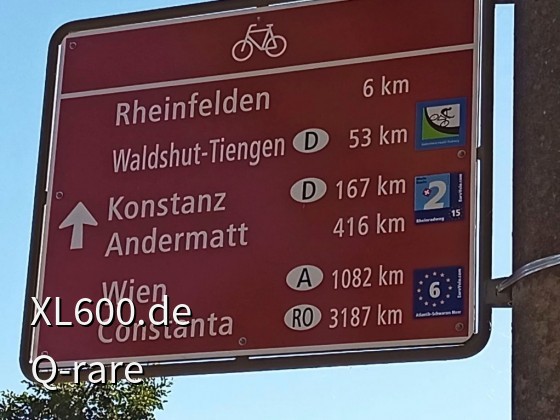 Rheinfelden 6 km
Waldshut-Tiengen D 53 km
Konstanz D 167 km
Andermatt 416 km
Wien A 1082 km
Constanta RO 3187 km
2
15
6
XL600.de
Q-rare